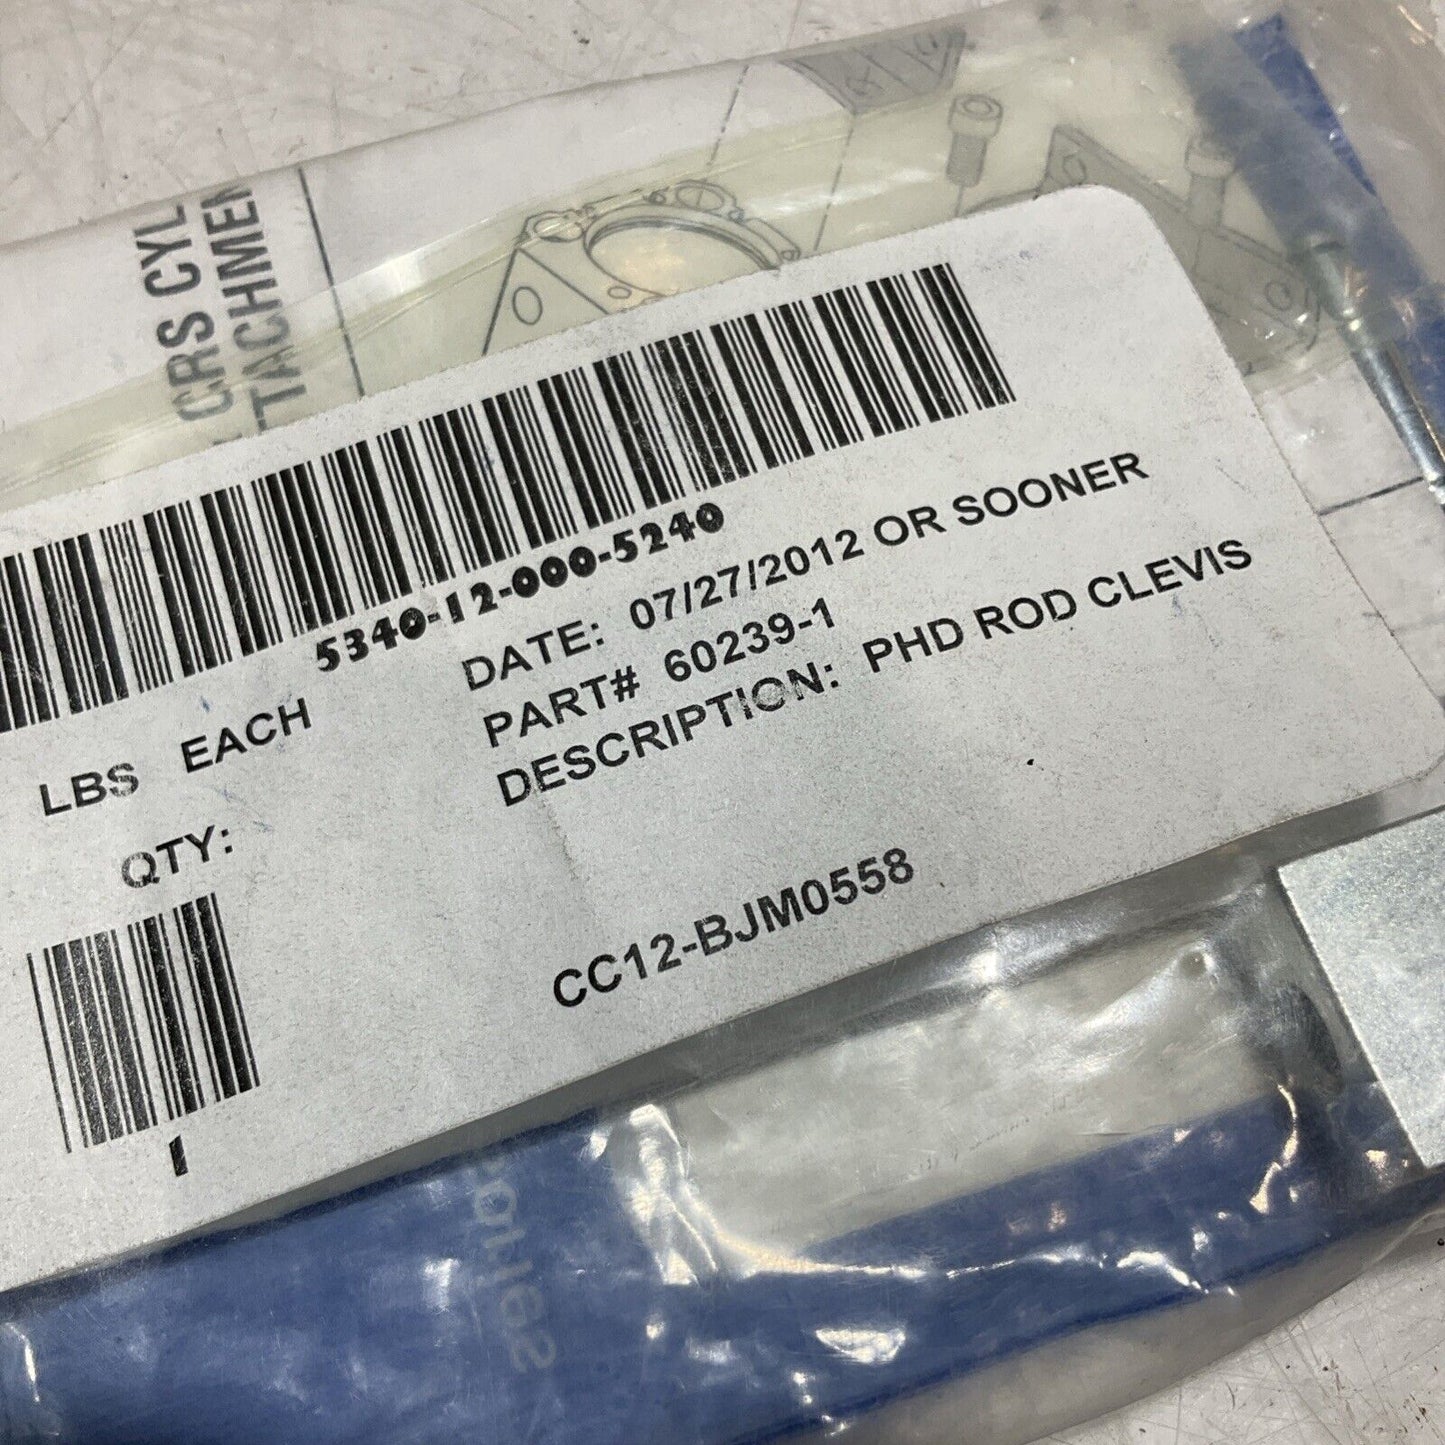 CRS CYL
TACHMEN
5340-12-000-5240
LBS EACH
DATE: 07/27/2012 OR SOONER
PART# 60239-1
DESCRIPTION: PHD ROD CLEVIS
QTY:
1
CC12-BJM0558